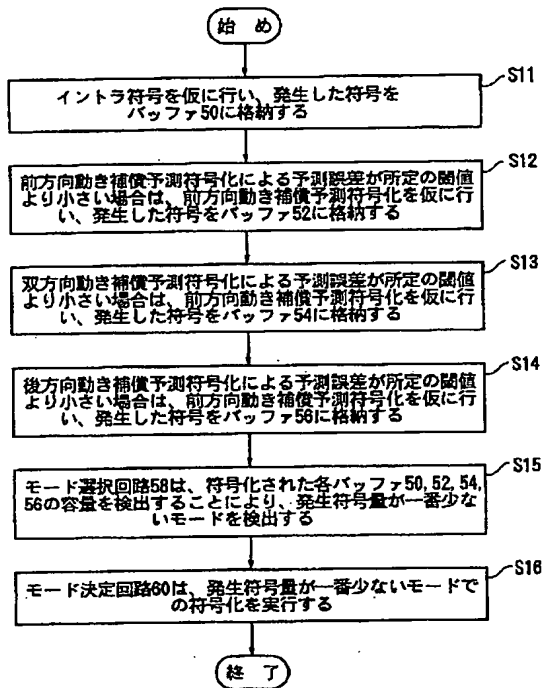 始 め
S11
イントラ符号を仮に行い、発生した符号を
バッファ50に格納する
S12
前方向動き補償予測符号化による予測誤差が所定の閾値
より小さい場合は、前方向動き補償予測符号化を仮に行
い、発生した符号をバッファ52に格納する
S13
双方向動き補償予測符号化による予測誤差が所定の閾値
より小さい場合は、前方向動き補償予測符号化を仮に行
い、発生した符号をバッファ54に格納する
S14
後方向動き補償予測符号化による予測誤差が所定の閾値
より小さい場合は、前方向動き補償予測符号化を仮に行
い、発生した符号をバッファ56に格納する
S15
モード選択回路58は、符号化された各バッファ50,52,54,
56の容量を検出することにより、発生符号量が一番少な
いモードを検出する
S16
モード決定回路60は、発生符号量が一番少ないモードで
の符号化を実行する
終 了